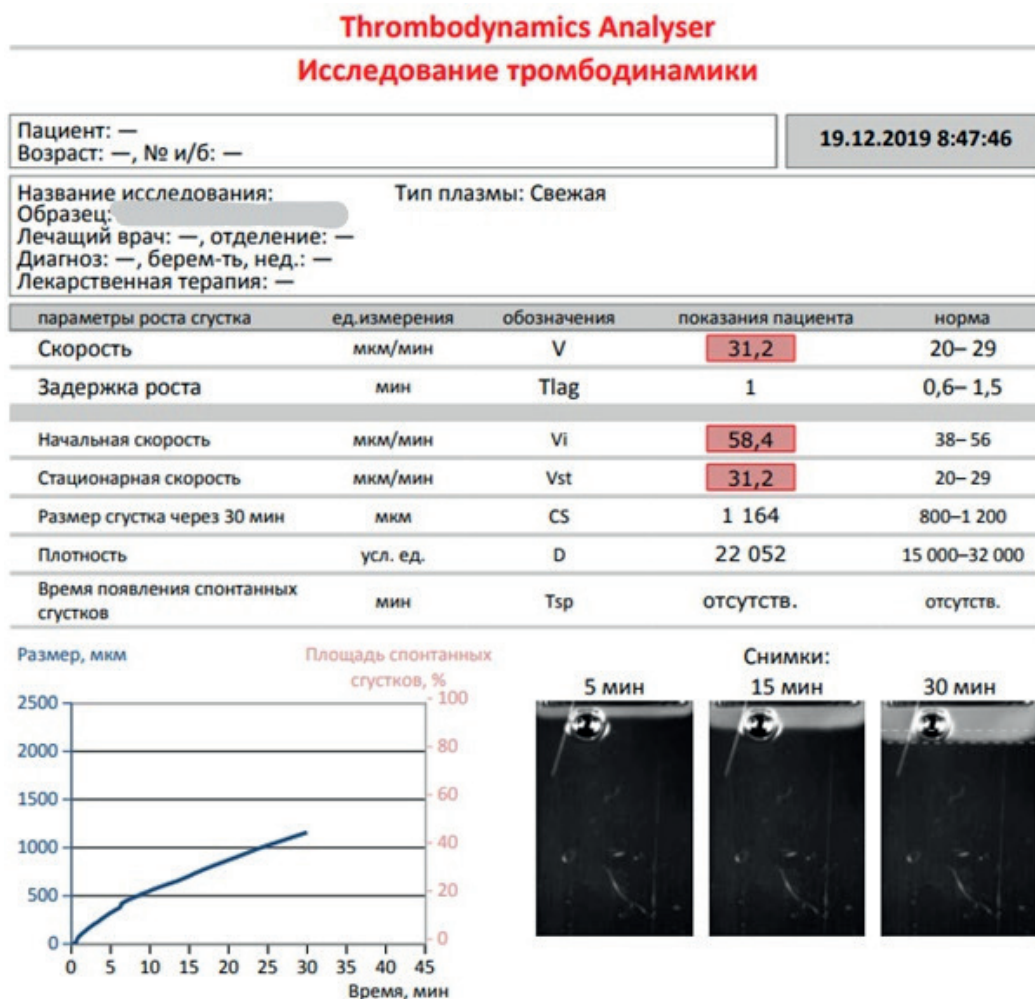 Thrombodynamics Analyser
Исследование тромбодинамики
Пациент: —
Возраст: —, № и/б: —
19.12.2019 8:47:46
Название исследования: Тип плазмы: Свежая
Образец:
Лечащий врач: —, отделение: —
Диагноз: —, берем-ть, нед.: —
Лекарственная терапия: —
параметры роста сгустка ед.измерения обозначения показания пациента норма
Скорость мкм/мин V 31,2 20– 29
Задержка роста мин Tlag 1 0,6– 1,5
Начальная скорость мкм/мин Vi 58,4 38– 56
Стационарная скорость мкм/мин Vst 31,2 20– 29
Размер сгустка через 30 мин мкм CS 1 164 800–1 200
Плотность усл. ед. D 22 052 15 000–32 000
Время появления спонтанных
сгустков мин Tsp отсутств. отсутств.
Размер, мкм
Площадь спонтанных
сгустков, %
2500
2000
1500
1000
500
0
100
80
60
40
20
0
0 5 10 15 20 25 30 35 40 45
Время, мин
Снимки:
5 мин 15 мин 30 мин